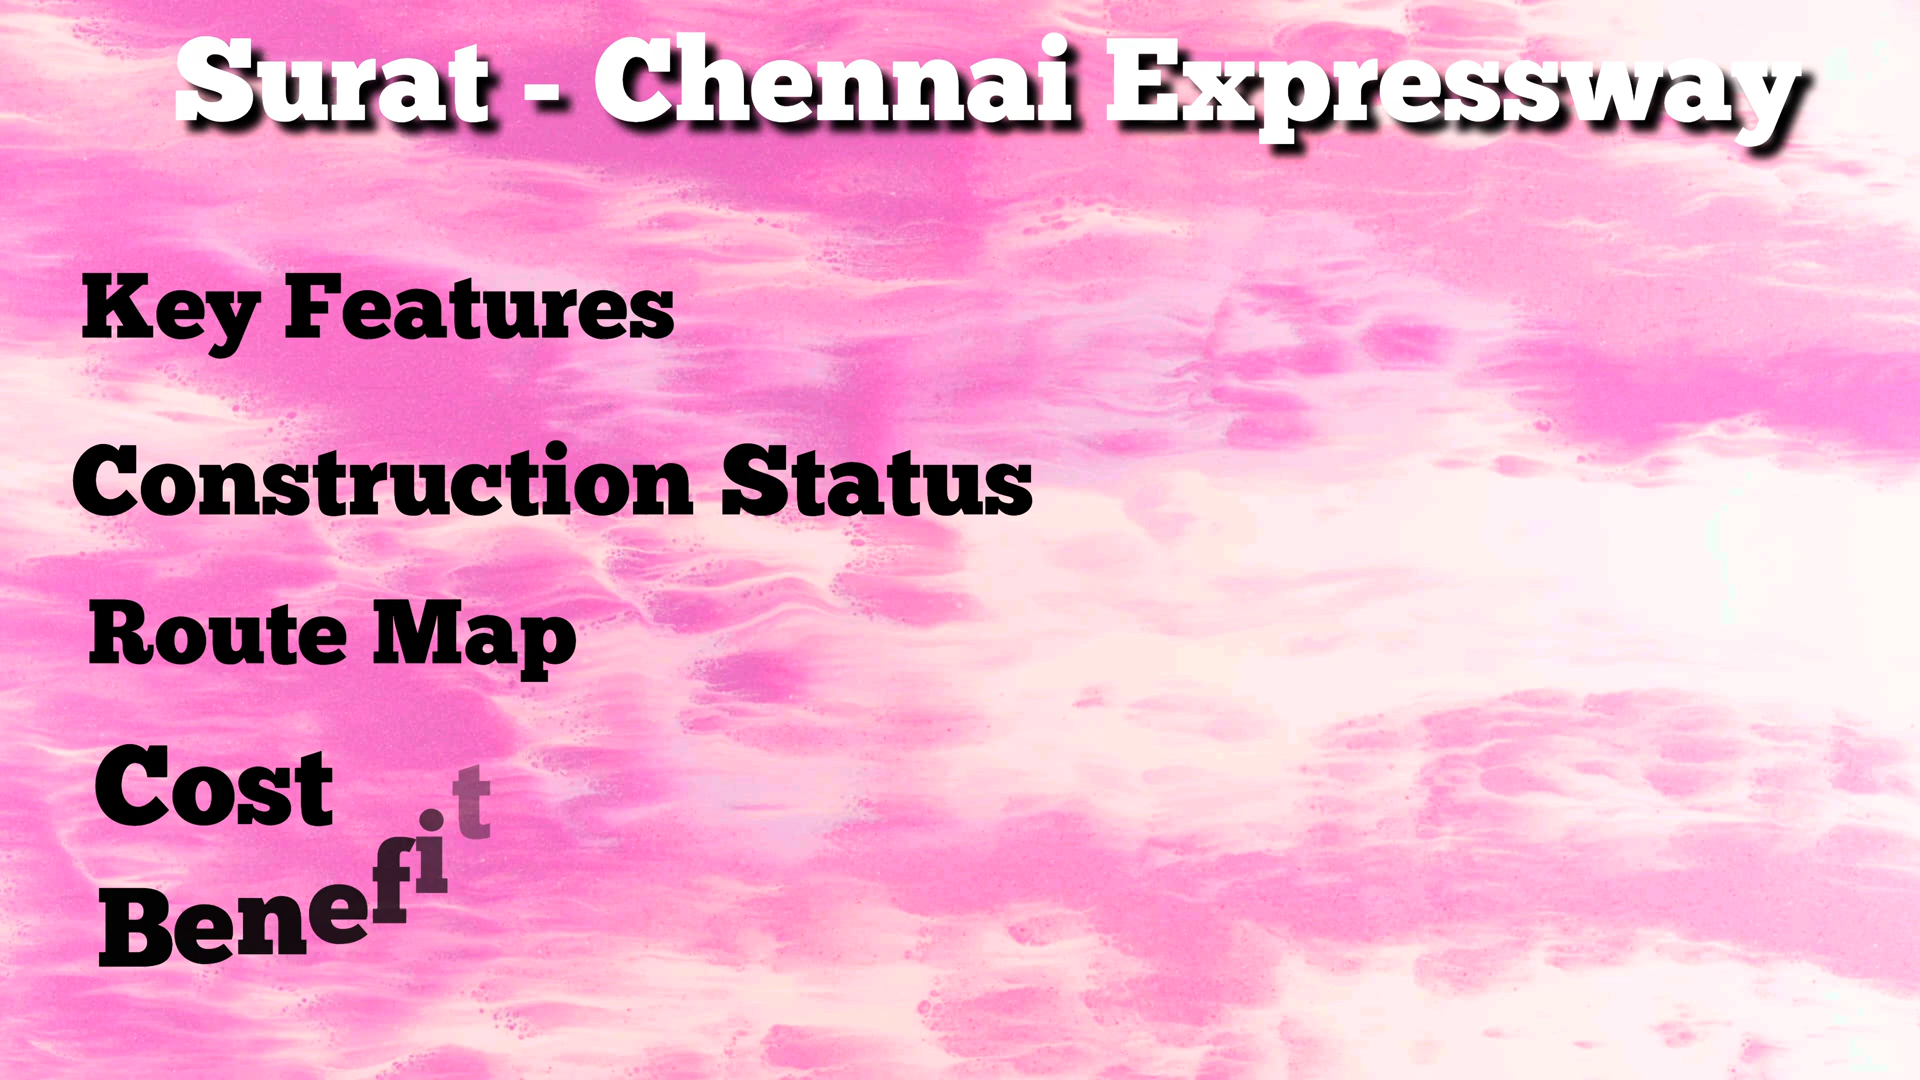 Surat - Chennai Expressway
Key Features
Construction Status
Route Map
Cost
Benefit